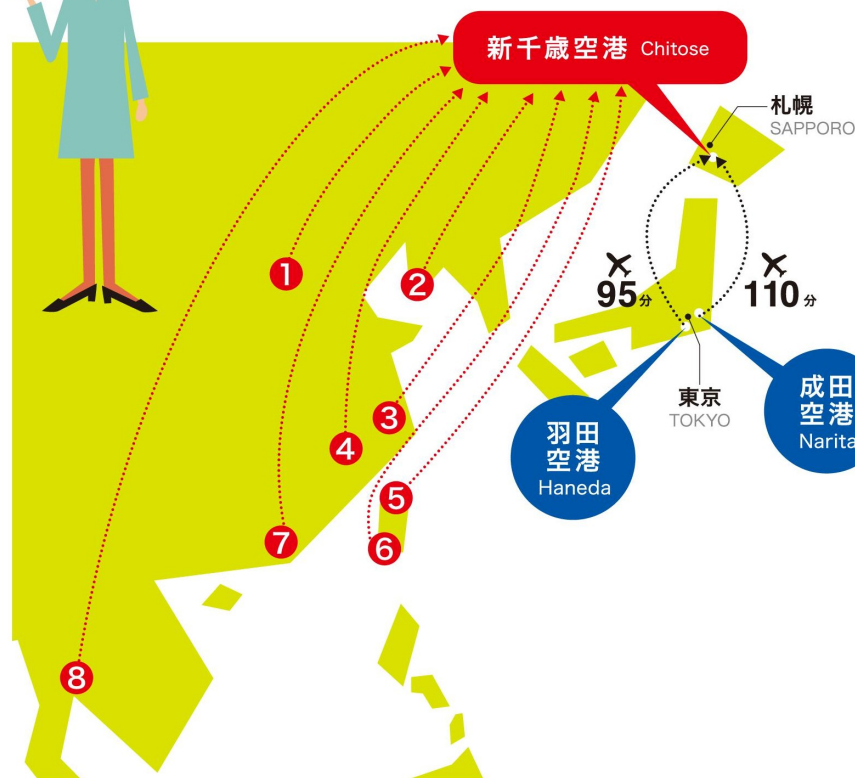 新千歳空港 Chitose
札幌
SAPPORO
95分
110分
東京
TOKYO
羽田
空港
Haneda
成田
空港
Narita
1
2
3
4
5
6
7
8